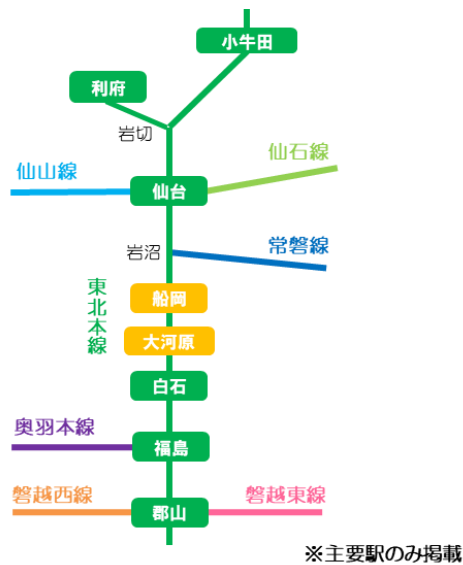 小牛田
利府
岩切
仙石線
仙山線
仙台
岩沼
常磐線
東北本線
船岡
大河原
白石
奥羽本線
福島
磐越西線
磐越東線
郡山
※主要駅のみ掲載